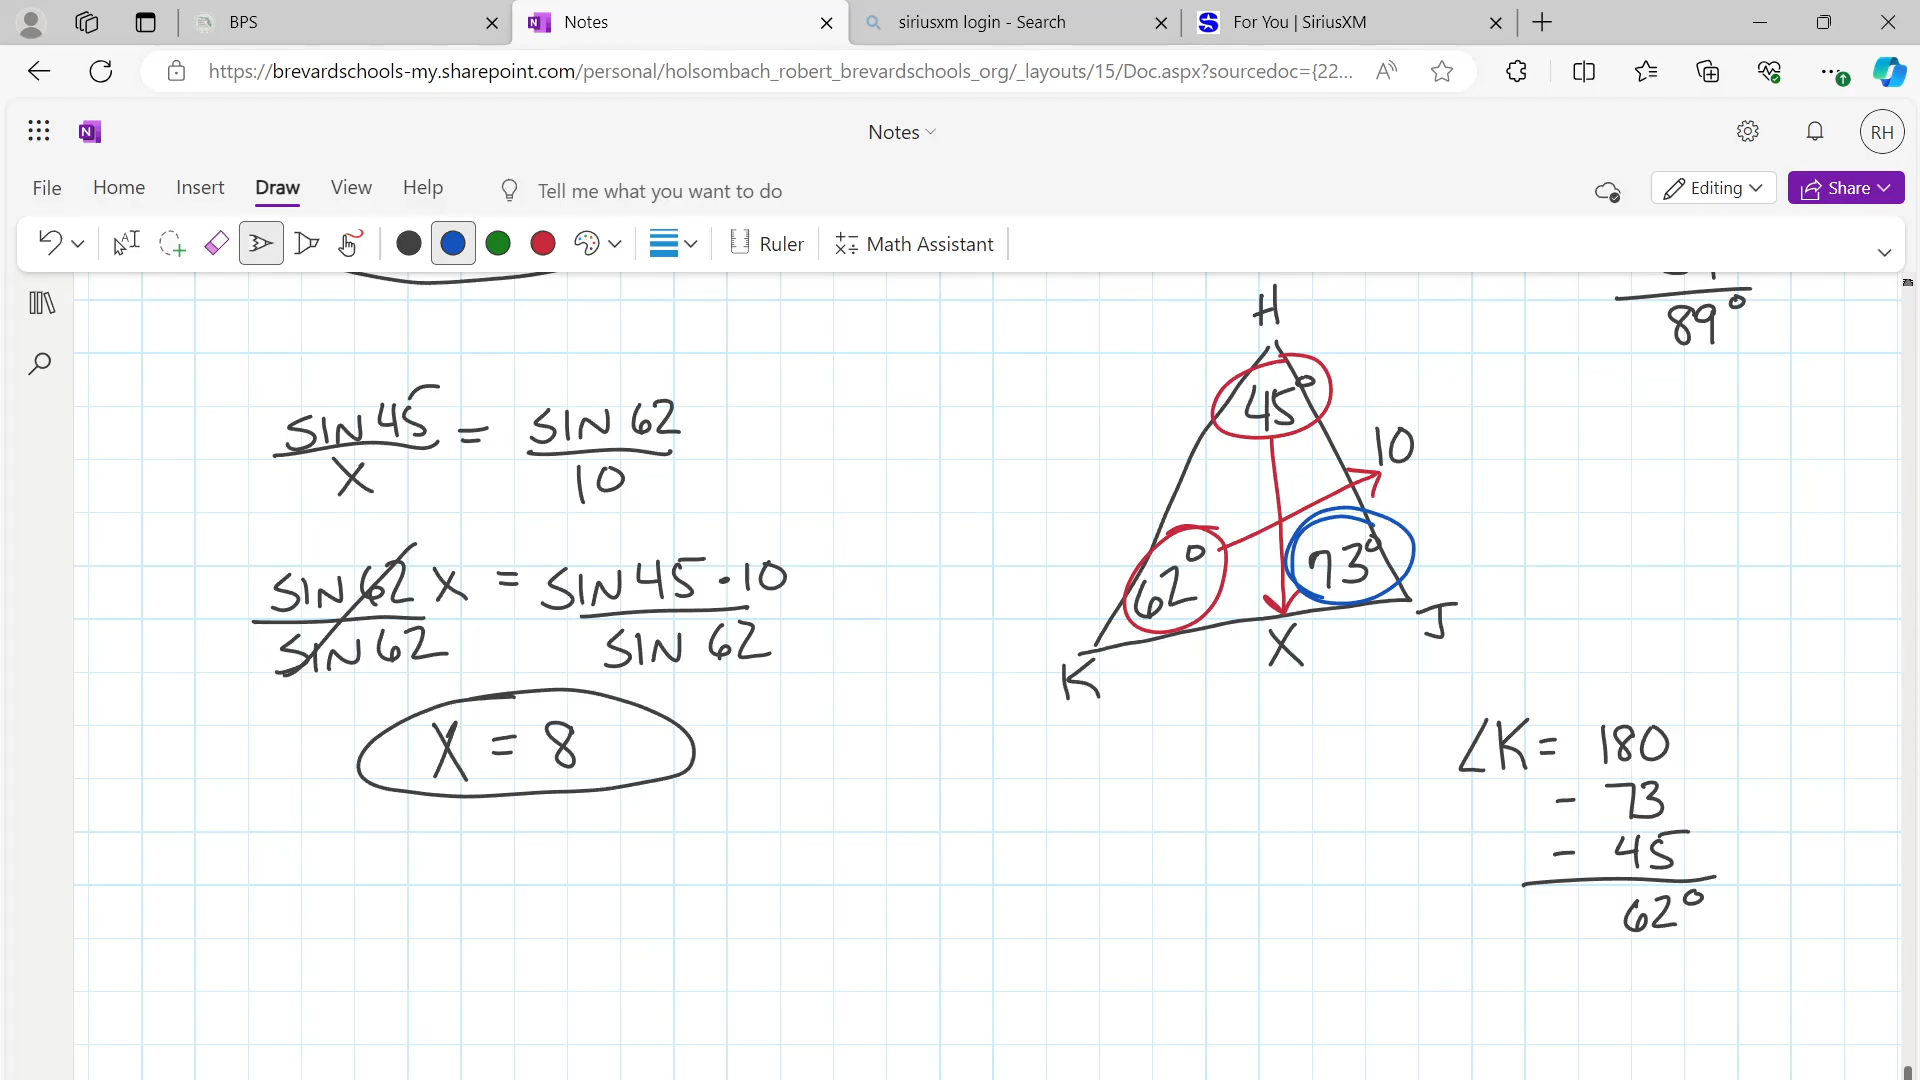 BPS
Notes
siriusxm login - Search
For You | SiriusXM
https://brevardschools-my.sharepoint.com/personal/holsombach_robert_brevardschools_org/_layouts/15/Doc.aspx?sourcedoc={22...
Notes
RH
File Home Insert Draw View Help Tell me what you want to do
Editing Share
Ruler Math Assistant
89°
SIN 45 / X = SIN 62 / 10
SIN 62 X / SIN 62 = SIN 45 · 10 / SIN 62
X = 8
H
45°
10
62° 73°
X
J
K
∠K = 180
- 73
- 45
62°